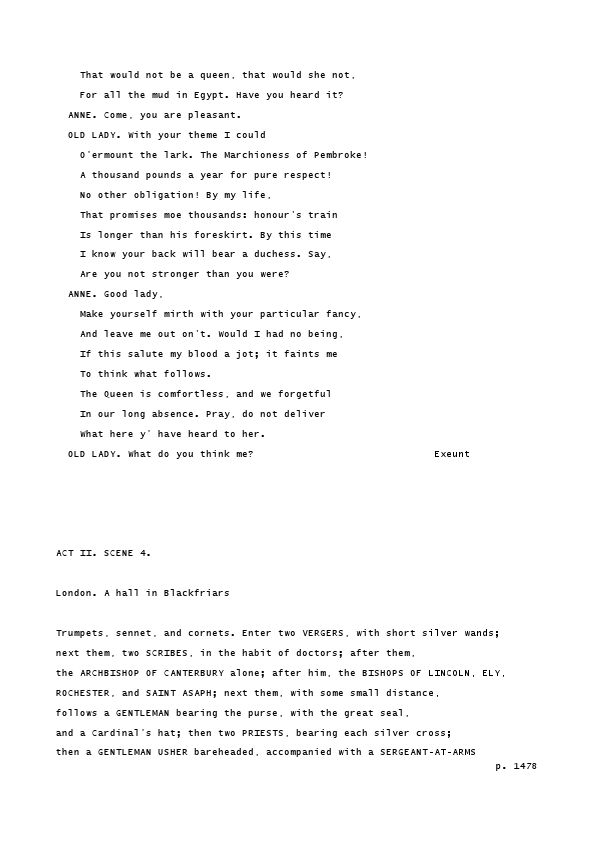 That would not be a queen, that would she not,
For all the mud in Egypt. Have you heard it?
ANNE. Come, you are pleasant.
OLD LADY. With your theme I could
O'ermount the lark. The Marchioness of Pembroke!
A thousand pounds a year for pure respect!
No other obligation! By my life,
That promises moe thousands: honour's train
Is longer than his foreskirt. By this time
I know your back will bear a duchess. Say,
Are you not stronger than you were?
ANNE. Good lady,
Make yourself mirth with your particular fancy,
And leave me out on't. Would I had no being,
If this salute my blood a jot; it faints me
To think what follows.
The Queen is comfortless, and we forgetful
In our long absence. Pray, do not deliver
What here y' have heard to her.
OLD LADY. What do you think me? Exeunt
ACT II. SCENE 4.
London. A hall in Blackfriars
Trumpets, sennet, and cornets. Enter two VERGERS, with short silver wands;
next them, two SCRIBES, in the habit of doctors; after them,
the ARCHBISHOP OF CANTERBURY alone; after him, the BISHOPS OF LINCOLN, ELY,
ROCHESTER, and SAINT ASAPH; next them, with some small distance,
follows a GENTLEMAN bearing the purse, with the great seal,
and a Cardinal's hat; then two PRIESTS, bearing each silver cross;
then a GENTLEMAN USHER bareheaded, accompanied with a SERGEANT-AT-ARMS
p. 1478